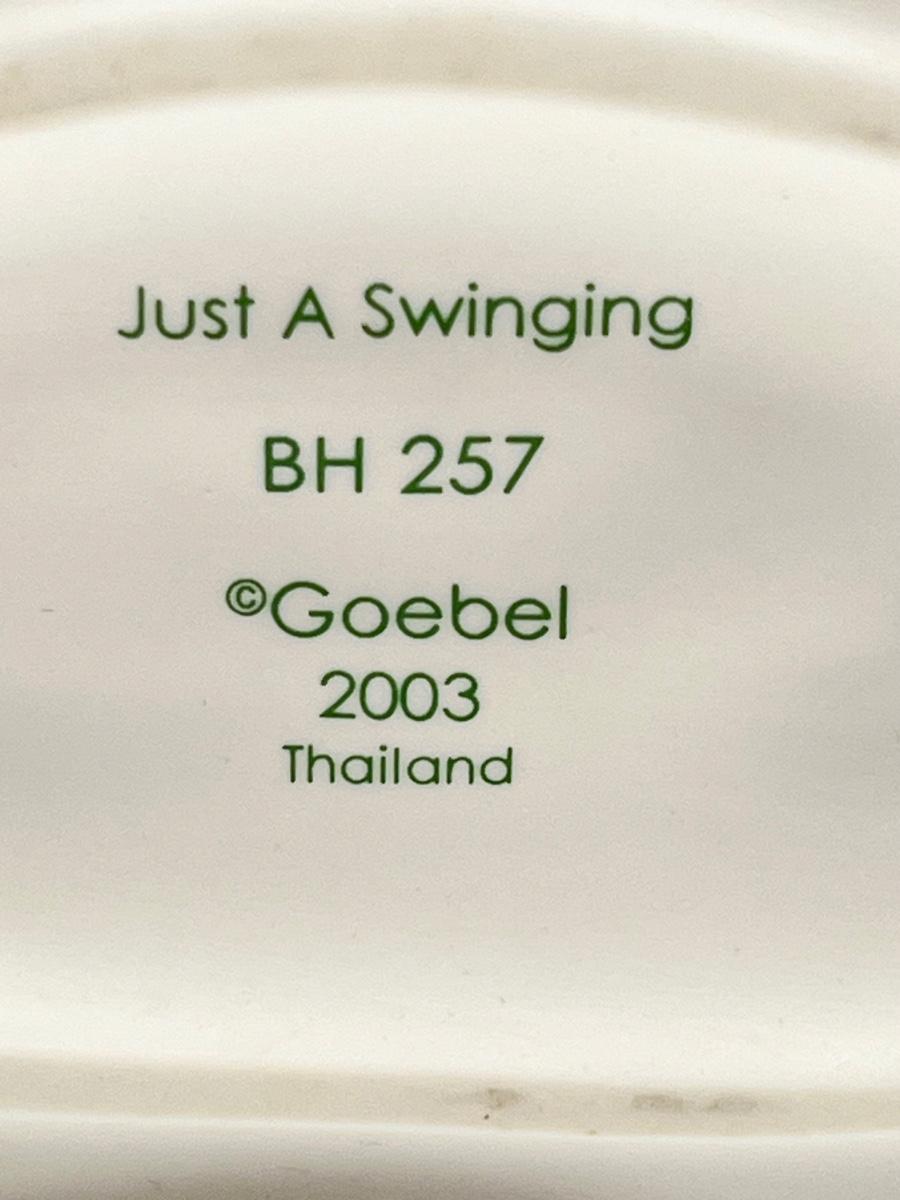 Just A Swinging
BH 257
©Goebel
2003
Thailand